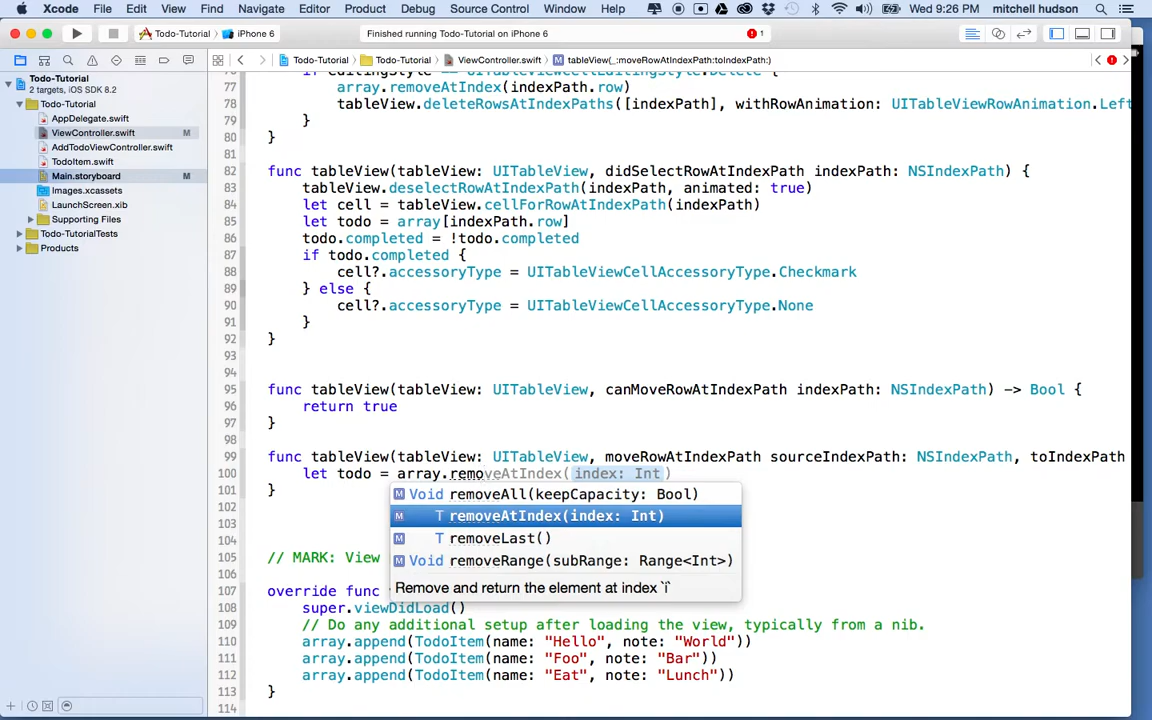 Xcode File Edit View Find Navigate Editor Product Debug Source Control Window Help Wed 9:26 PM mitchell hudson
Todo-Tutorial iPhone 6 Finished running Todo-Tutorial on iPhone 6 1
Todo-Tutorial Todo-Tutorial ViewController.swift M tableView(_:moveRowAtIndexPath:toIndexPath:)
Todo-Tutorial
2 targets, iOS SDK 8.2
Todo-Tutorial
AppDelegate.swift
ViewController.swift M
AddTodoViewController.swift
TodoItem.swift
Main.storyboard M
Images.xcassets
LaunchScreen.xib
Supporting Files
Todo-TutorialTests
Products
77 array.removeAtIndex(indexPath.row)
78 tableView.deleteRowsAtIndexPaths([indexPath], withRowAnimation: UITableViewRowAnimation.Left
79 }
80 }
81
82 func tableView(tableView: UITableView, didSelectRowAtIndexPath indexPath: NSIndexPath) {
83 tableView.deselectRowAtIndexPath(indexPath, animated: true)
84 let cell = tableView.cellForRowAtIndexPath(indexPath)
85 let todo = array[indexPath.row]
86 todo.completed = !todo.completed
87 if todo.completed {
88 cell?.accessoryType = UITableViewCellAccessoryType.Checkmark
89 } else {
90 cell?.accessoryType = UITableViewCellAccessoryType.None
91 }
92 }
93
94
95 func tableView(tableView: UITableView, canMoveRowAtIndexPath indexPath: NSIndexPath) -> Bool {
96 return true
97 }
98
99 func tableView(tableView: UITableView, moveRowAtIndexPath sourceIndexPath: NSIndexPath, toIndexPath
100 let todo = array.removeAtIndex(index: Int)
101 }
M Void removeAll(keepCapacity: Bool)
102
M T removeAtIndex(index: Int)
103
M T removeLast()
104
105 // MARK: View
M Void removeRange(subRange: Range<Int>)
106
Remove and return the element at index `i`
107 override func
108 super.viewDidLoad()
109 // Do any additional setup after loading the view, typically from a nib.
110 array.append(TodoItem(name: "Hello", note: "World"))
111 array.append(TodoItem(name: "Foo", note: "Bar"))
112 array.append(TodoItem(name: "Eat", note: "Lunch"))
113 }
114